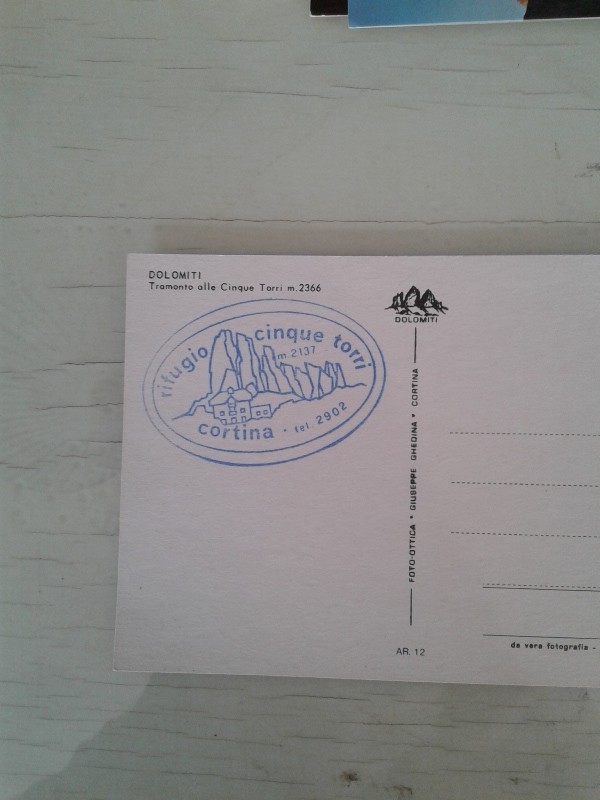 DOLOMITI
Tramonto alle Cinque Torri m.2366
rifugio cinque torri
m.2137
cortina · tel. 2902
DOLOMITI
FOTO-OTTICA * GIUSEPPE GHEDINA * CORTINA
AR. 12
da vera fotografia -